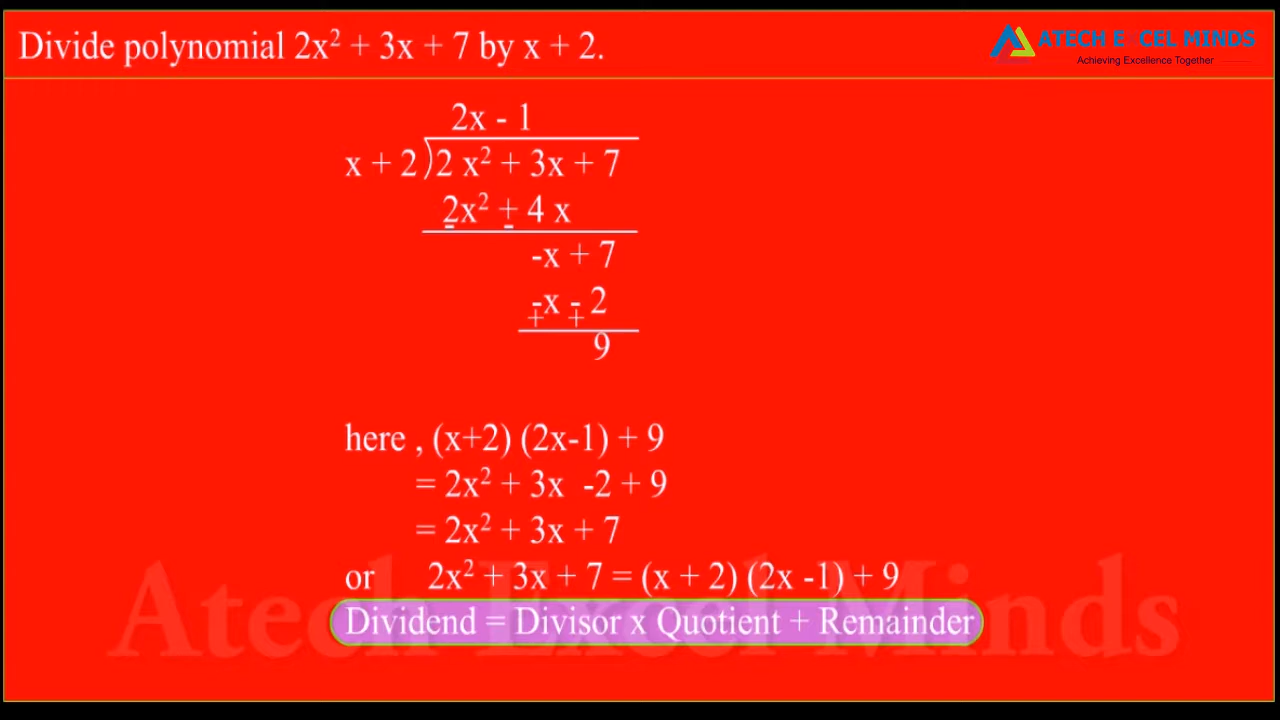 Divide polynomial 2x² + 3x + 7 by x + 2.
ATECH E CEL MINDS
Achieving Excellence Together
2x - 1
x + 2)2 x² + 3x + 7
2x² + 4 x
- -
-x + 7
-x - 2
+ +
9
here , (x+2) (2x-1) + 9
= 2x² + 3x -2 + 9
= 2x² + 3x + 7
or 2x² + 3x + 7 = (x + 2) (2x -1) + 9
Dividend = Divisor x Quotient + Remainder
Atech Excel Minds